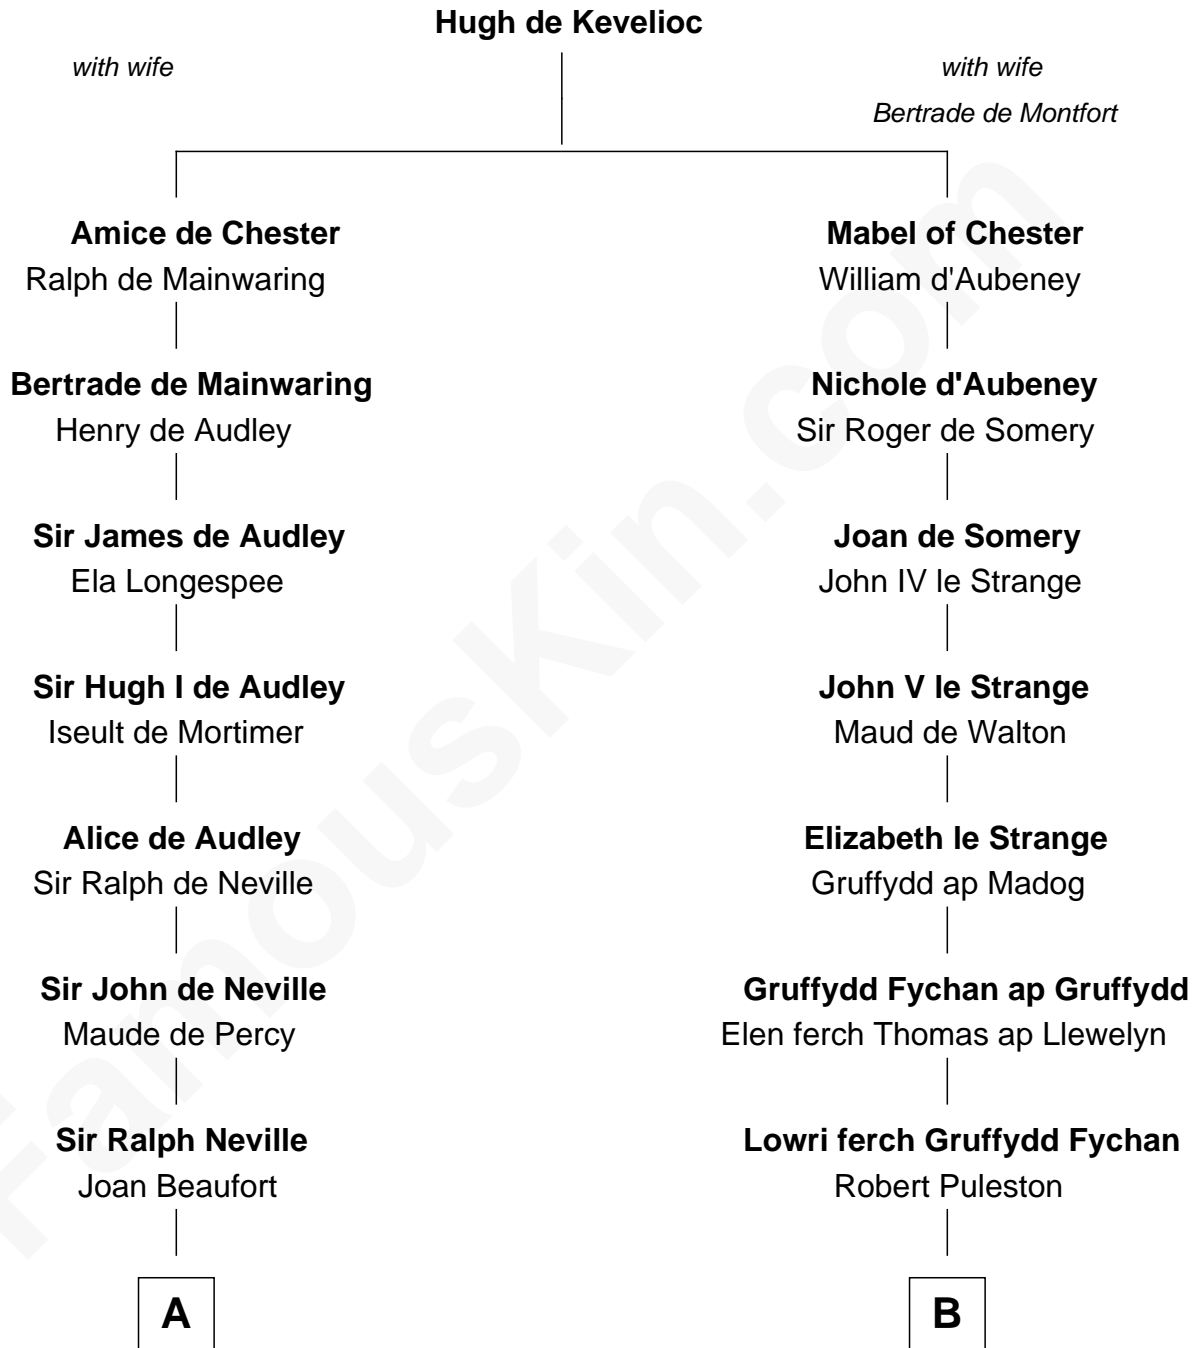 Hugh de Kevelioc
with wife
with wife
Bertrade de Montfort
Amice de Chester
Ralph de Mainwaring
Mabel of Chester
William d'Aubeney
Bertrade de Mainwaring
Henry de Audley
Nichole d'Aubeney
Sir Roger de Somery
Sir James de Audley
Ela Longespee
Joan de Somery
John IV le Strange
Sir Hugh I de Audley
Iseult de Mortimer
John V le Strange
Maud de Walton
Alice de Audley
Sir Ralph de Neville
Elizabeth le Strange
Gruffydd ap Madog
Sir John de Neville
Maude de Percy
Gruffydd Fychan ap Gruffydd
Elen ferch Thomas ap Llewelyn
Sir Ralph Neville
Joan Beaufort
Lowri ferch Gruffydd Fychan
Robert Puleston
A
B
FamousKin.com